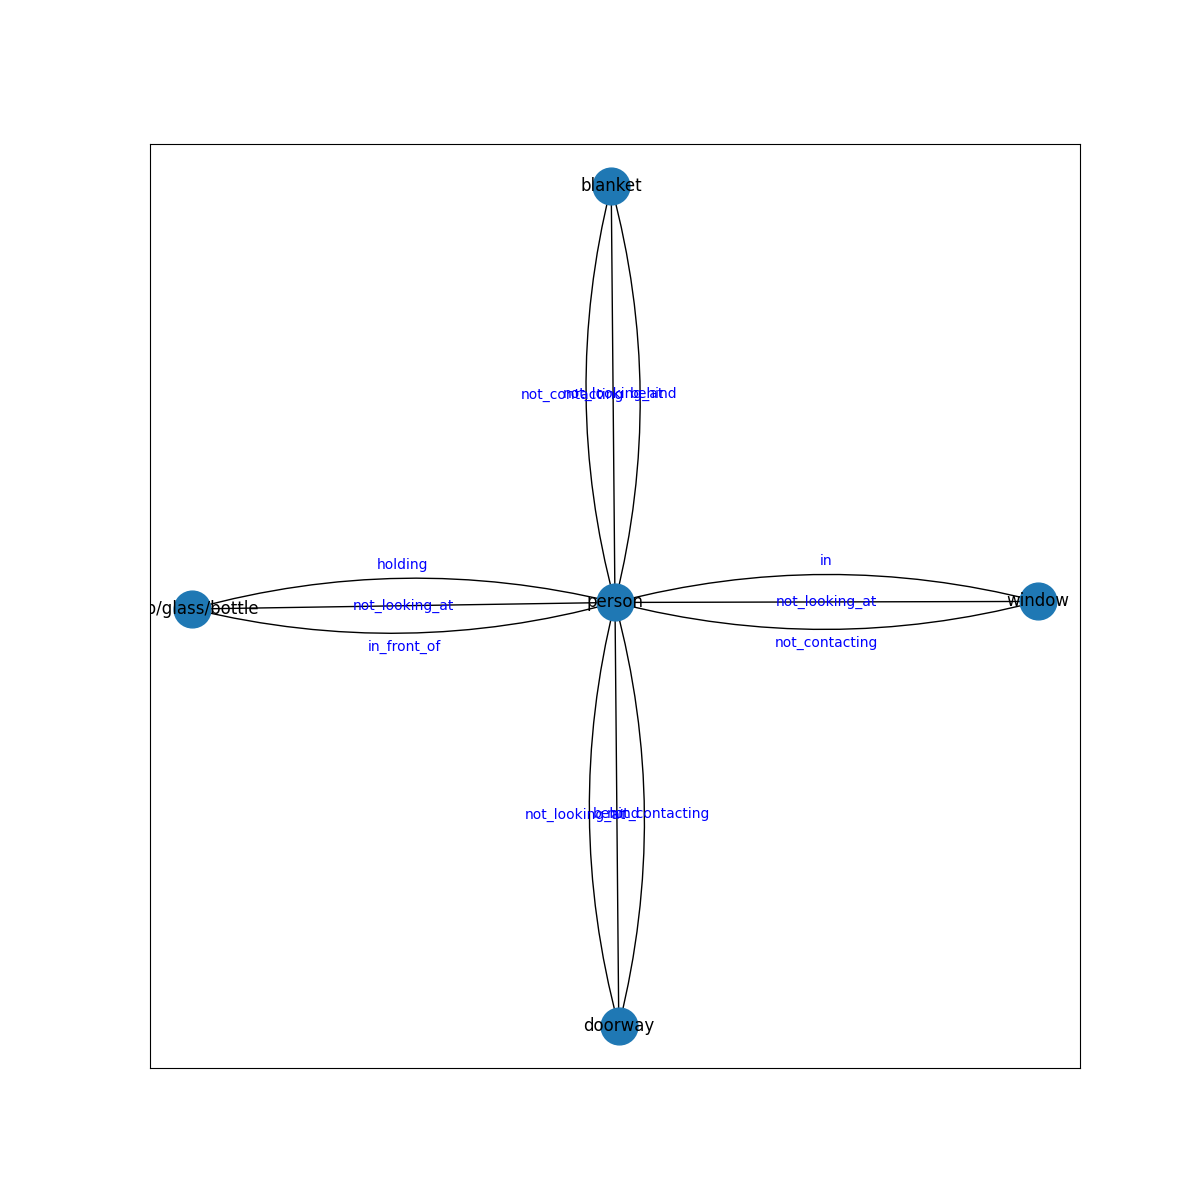 blanket
not_contacting
not_looking_at
behind
holding
in
p/glass/bottle
not_looking_at
person
not_looking_at
window
in_front_of
not_contacting
not_looking_at
behind
not_contacting
doorway